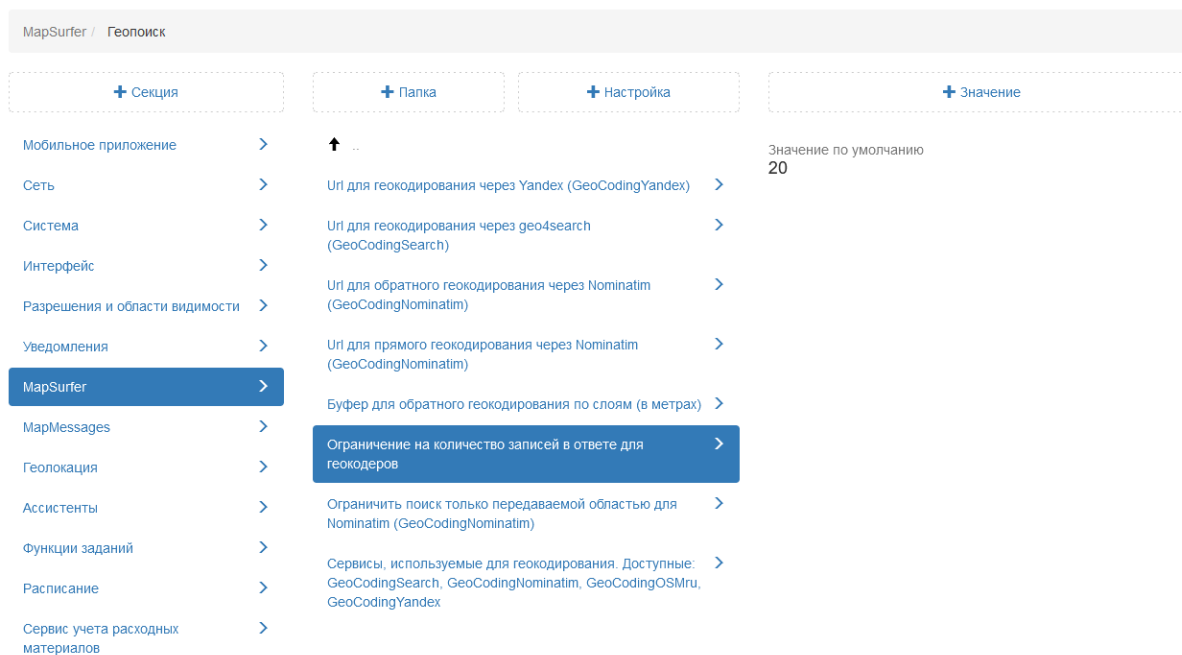 MapSurfer / Геопоиск
+ Секция
+ Папка
+ Настройка
+ Значение
Мобильное приложение
Сеть
Система
Интерфейс
Разрешения и области видимости
Уведомления
MapSurfer
MapMessages
Геолокация
Ассистенты
Функции заданий
Расписание
Сервис учета расходных
материалов
..
Url для геокодирования через Yandex (GeoCodingYandex)
Url для геокодирования через geo4search
(GeoCodingSearch)
Url для обратного геокодирования через Nominatim
(GeoCodingNominatim)
Url для прямого геокодирования через Nominatim
(GeoCodingNominatim)
Буфер для обратного геокодирования по слоям (в метрах)
Ограничение на количество записей в ответе для
геокодеров
Ограничить поиск только передаваемой областью для
Nominatim (GeoCodingNominatim)
Сервисы, используемые для геокодирования. Доступные:
GeoCodingSearch, GeoCodingNominatim, GeoCodingOSMru,
GeoCodingYandex
Значение по умолчанию
20